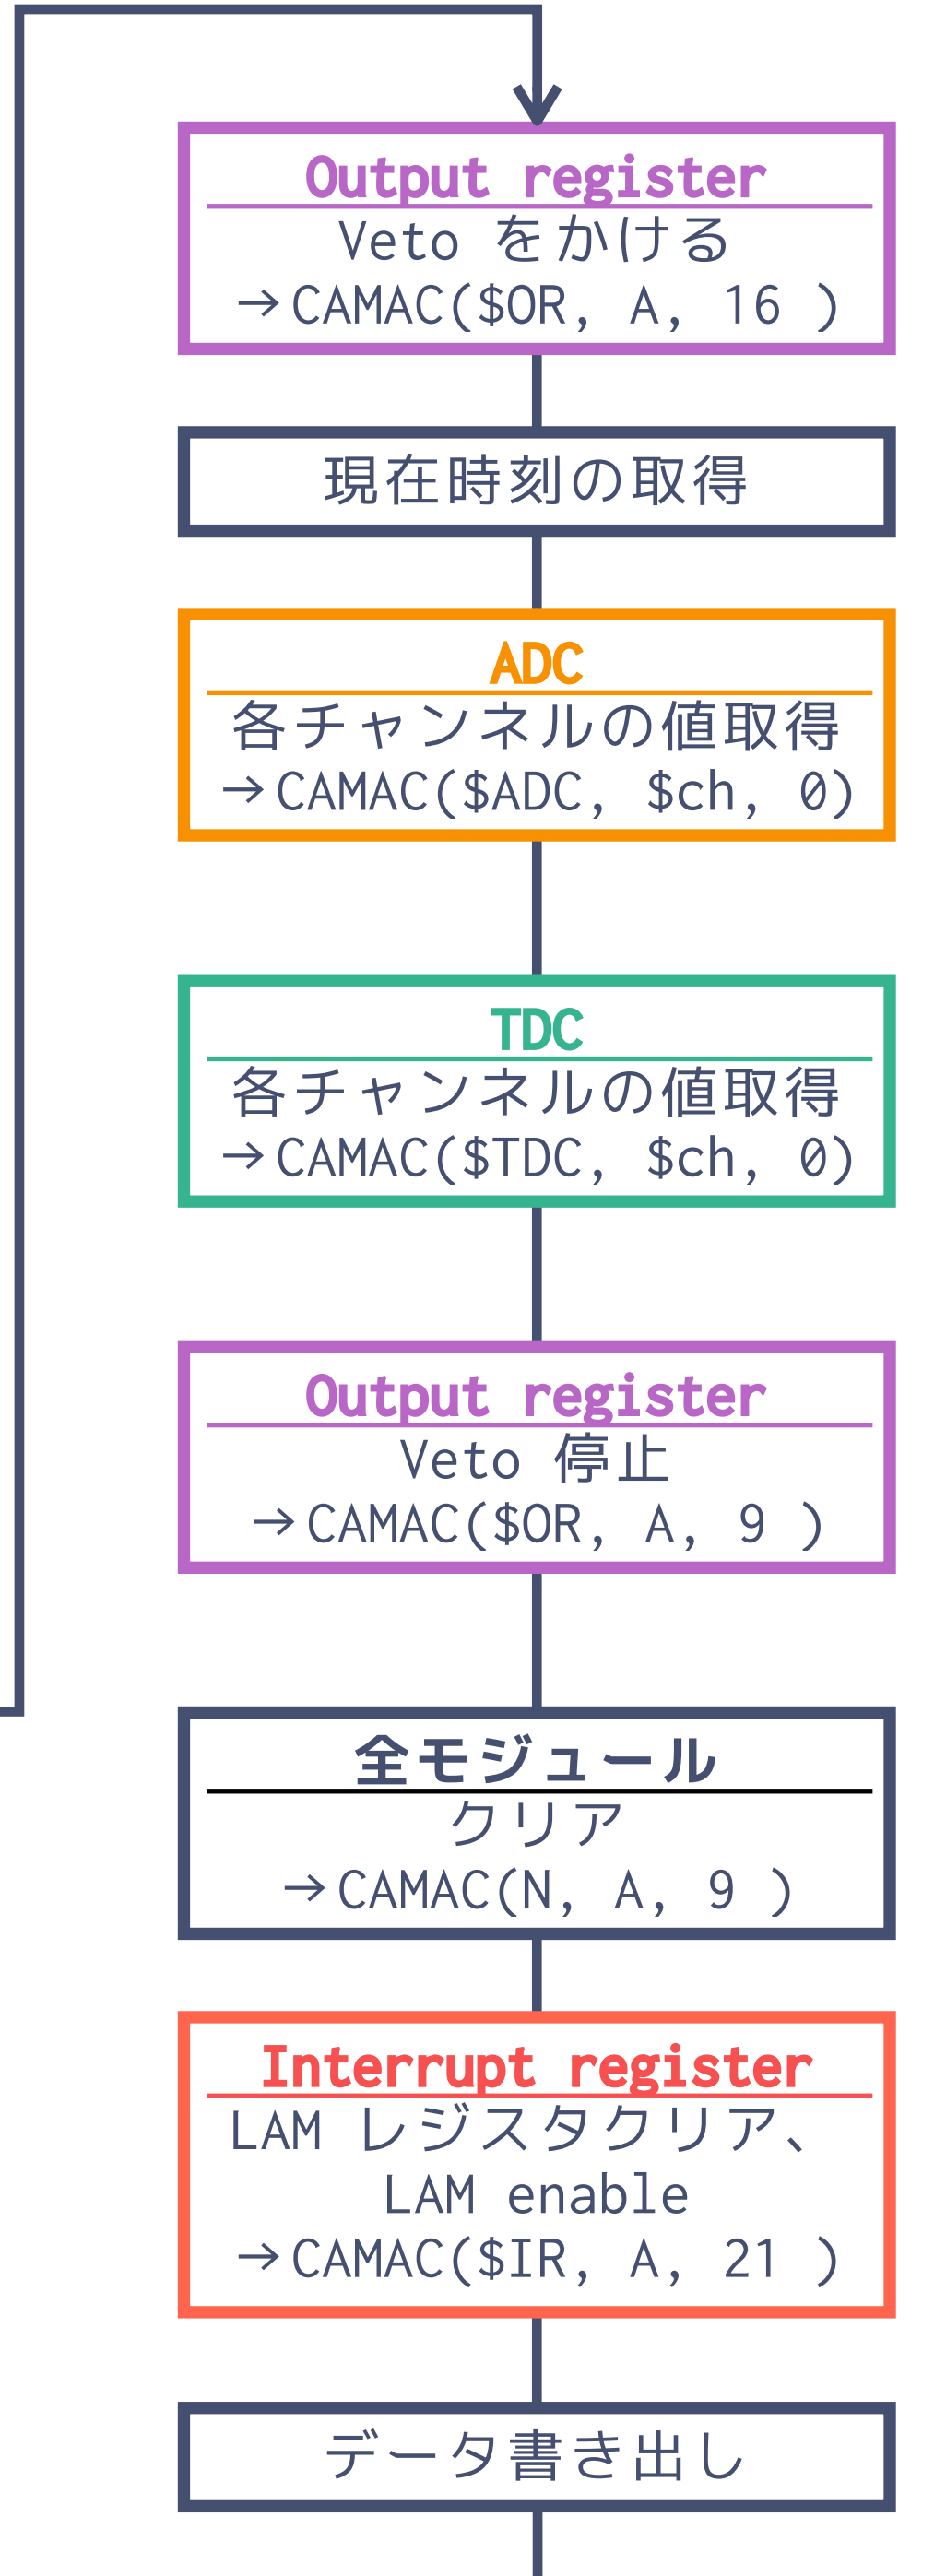 Output register
Veto をかける
→CAMAC($OR, A, 16 )
現在時刻の取得
ADC
各チャンネルの値取得
→CAMAC($ADC, $ch, 0)
TDC
各チャンネルの値取得
→CAMAC($TDC, $ch, 0)
Output register
Veto 停止
→CAMAC($OR, A, 9 )
全モジュール
クリア
→CAMAC(N, A, 9 )
Interrupt register
LAM レジスタクリア、
LAM enable
→CAMAC($IR, A, 21 )
データ書き出し